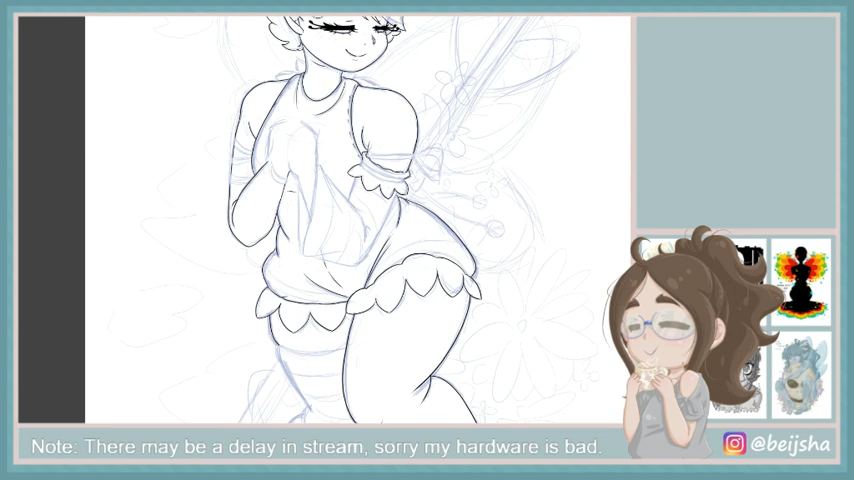 Note: There may be a delay in stream, sorry my hardware is bad.
@beijsha